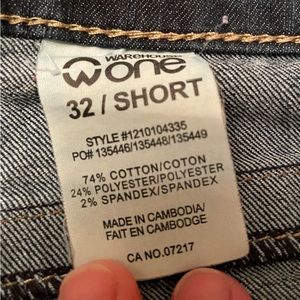 WAREHOUSE
one
32 / SHORT
STYLE #1210104335
PO# 135446/135448/135449
74% COTTON/COTON
24% POLYESTER/POLYESTER
2% SPANDEX/SPANDEX
MADE IN CAMBODIA/
FAIT EN CAMBODGE
CA NO.07217